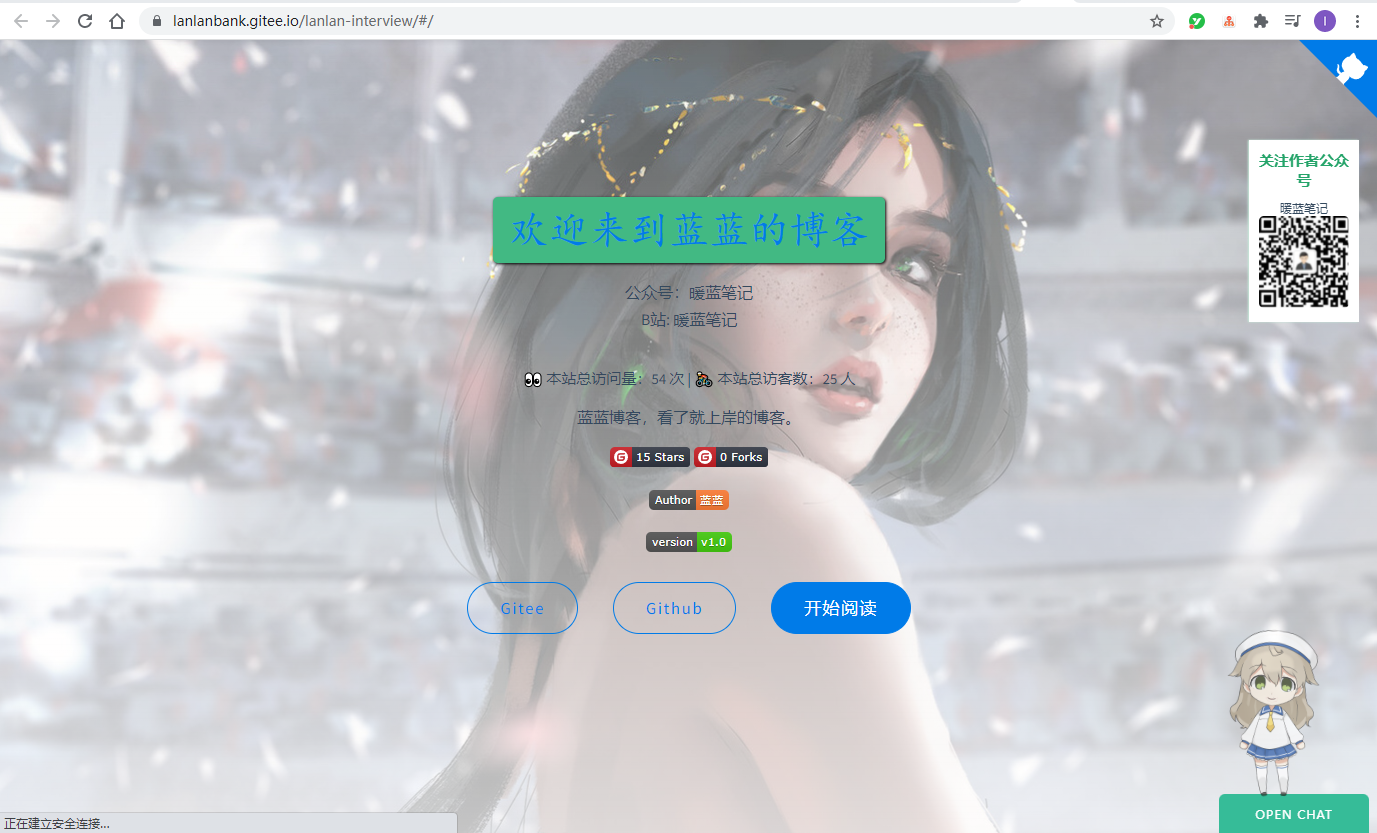 lanlanbank.gitee.io/lanlan-interview/#/
I
关注作者公众
号
暖蓝笔记
欢迎来到蓝蓝的博客
公众号：暖蓝笔记
B站: 暖蓝笔记
本站总访问量：54 次 | 本站总访客数：25 人
蓝蓝博客，看了就上岸的博客。
G 15 Stars G 0 Forks
Author 蓝蓝
version v1.0
Gitee Github 开始阅读
OPEN CHAT
正在建立安全连接...